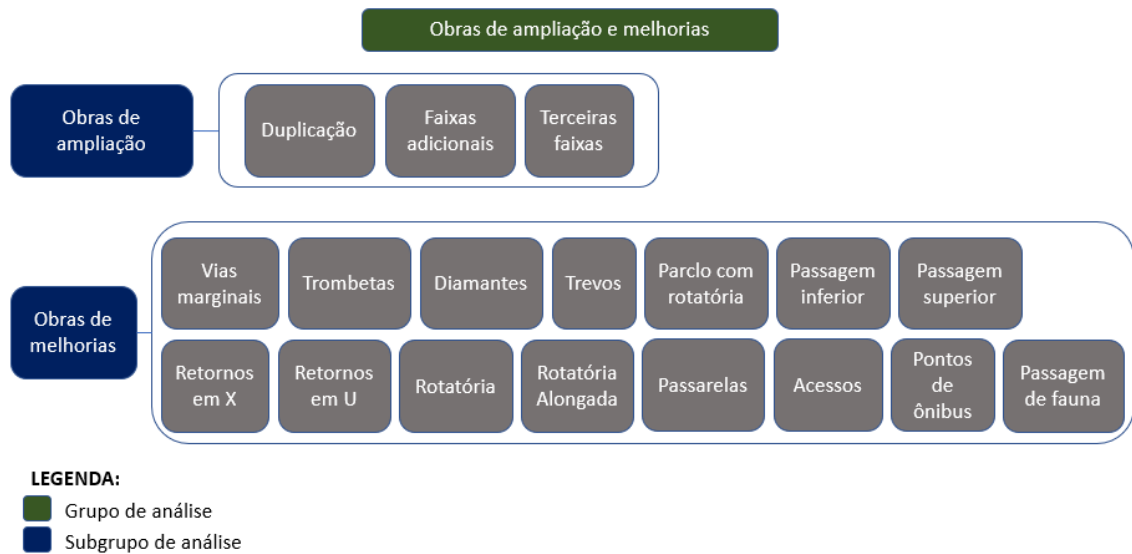 Obras de ampliação e melhorias
Obras de
ampliação
Duplicação
Faixas
adicionais
Terceiras
faixas
Obras de
melhorias
Vias
marginais
Trombetas
Diamantes
Trevos
Parclo com
rotatória
Passagem
inferior
Passagem
superior
Retornos
em X
Retornos
em U
Rotatória
Rotatória
Alongada
Passarelas
Acessos
Pontos
de
ônibus
Passagem
de fauna
LEGENDA:
Grupo de análise
Subgrupo de análise